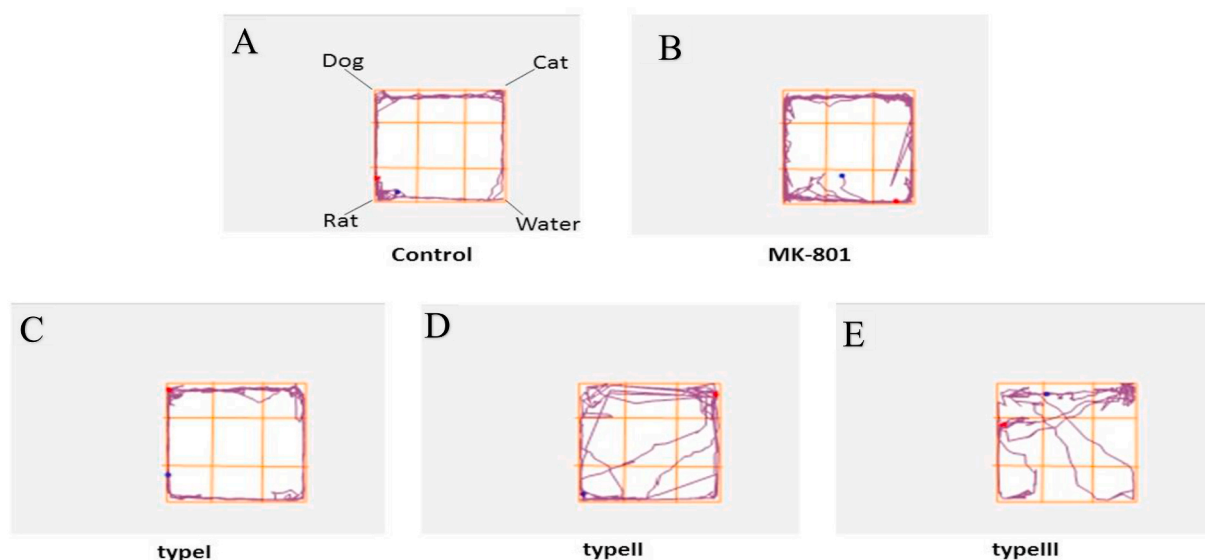 A
Dog
Cat
Rat
Water
Control
B
MK-801
C
typeI
D
typeII
E
typeIII